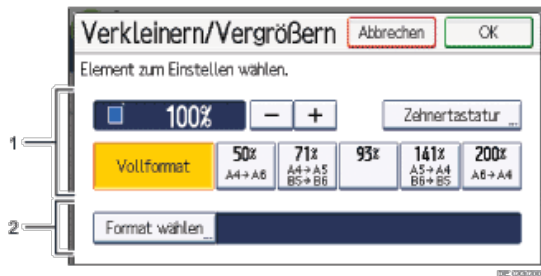 Verkleinern/Vergrößern Abbrechen OK
Element zum Einstellen wählen.
1
100% − + Zehnertastatur
Vollformat
50% A4→A6
71% A4→A5 B5→B6
93%
141% A5→A4 B6→B5
200% A6→A4
2
Format wählen